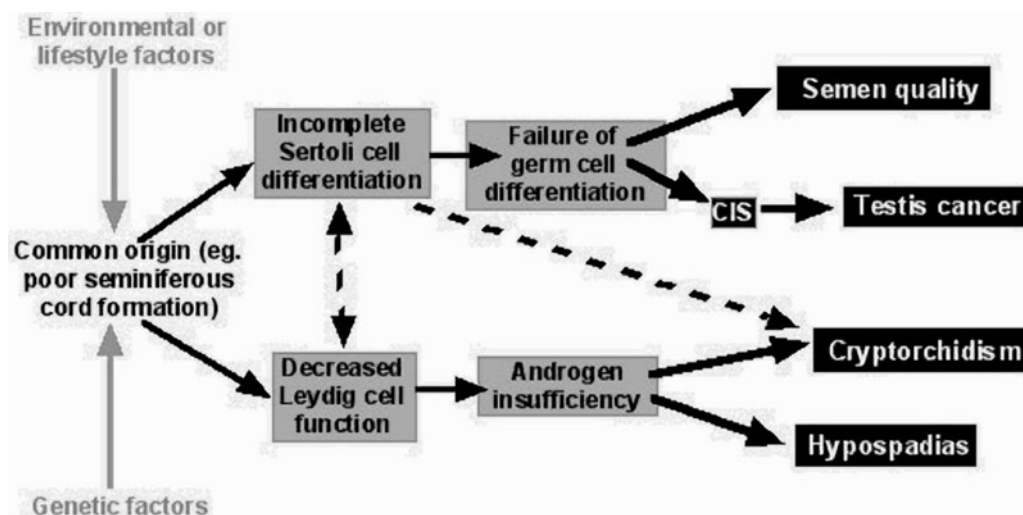 Environmental or
lifestyle factors
Incomplete
Sertoli cell
differentiation
Failure of
germ cell
differentiation
Semen quality
CIS
Testis cancer
Common origin (eg.
poor seminiferous
cord formation)
Decreased
Leydig cell
function
Androgen
insufficiency
Cryptorchidism
Hypospadias
Genetic factors